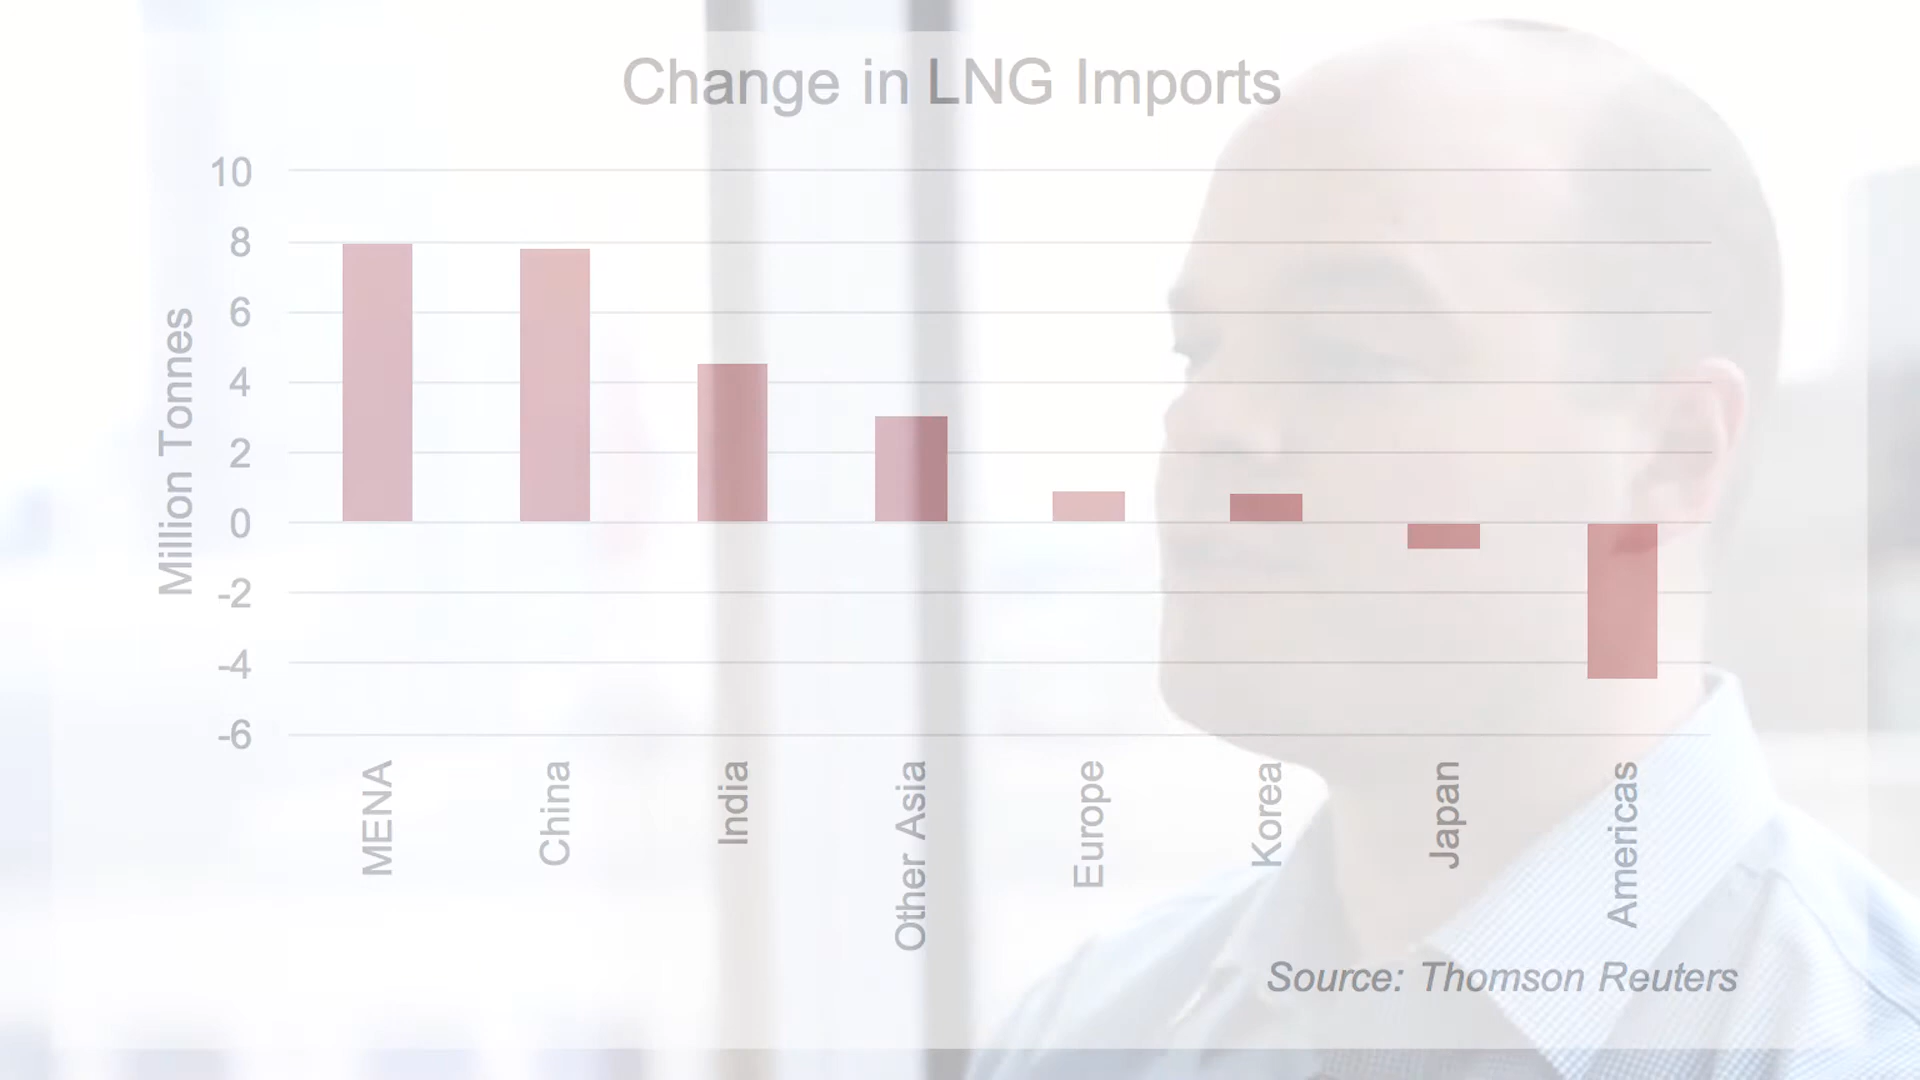 Change in LNG Imports
10
8
6
4
2
0
-2
-4
-6
Million Tonnes
MENA
China
India
Other Asia
Europe
Korea
Japan
Americas
Source: Thomson Reuters